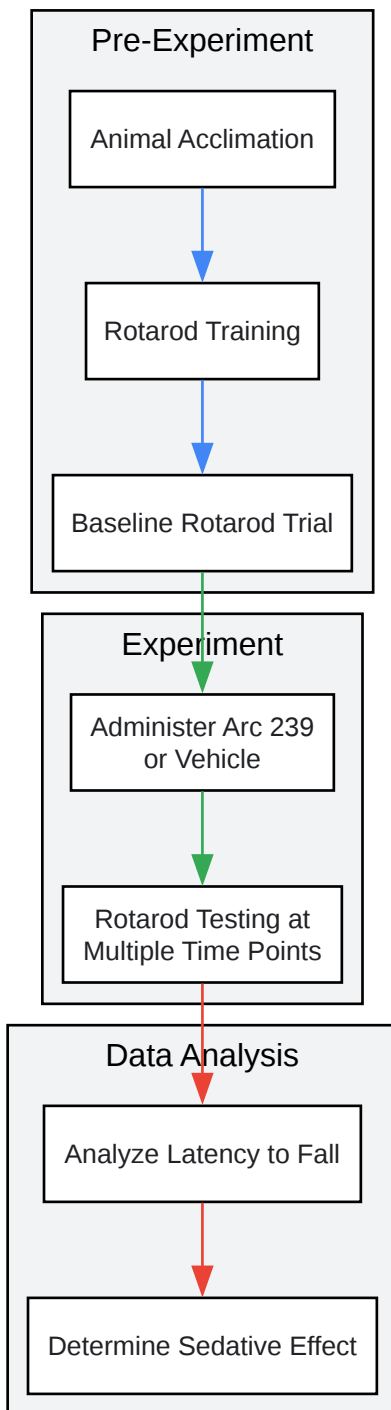 Pre-Experiment
Animal Acclimation
Rotarod Training
Baseline Rotarod Trial
Experiment
Administer Arc 239
or Vehicle
Rotarod Testing at
Multiple Time Points
Data Analysis
Analyze Latency to Fall
Determine Sedative Effect